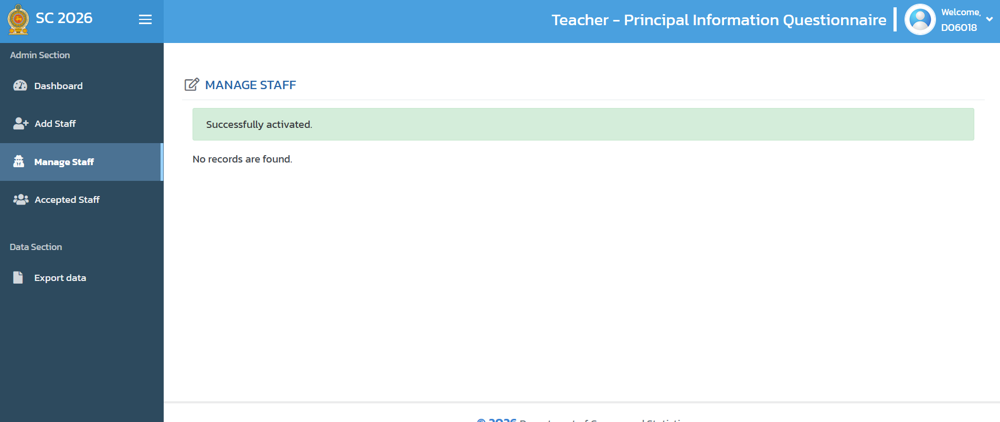 SC 2026
Teacher - Principal Information Questionnaire
Welcome,
D06018
Admin Section
Dashboard
Add Staff
Manage Staff
Accepted Staff
Data Section
Export data
MANAGE STAFF
Successfully activated.
No records are found.
© 2026